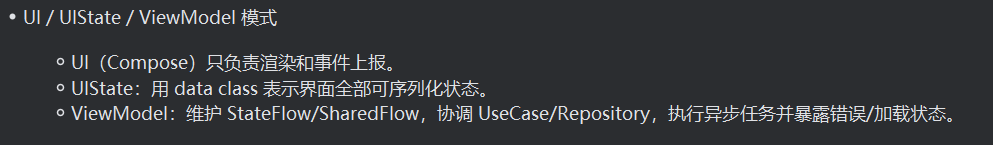 • UI / UIState / ViewModel 模式
◦ UI（Compose）只负责渲染和事件上报。
◦ UIState：用 data class 表示界面全部可序列化状态。
◦ ViewModel：维护 StateFlow/SharedFlow，协调 UseCase/Repository，执行异步任务并暴露错误/加载状态。